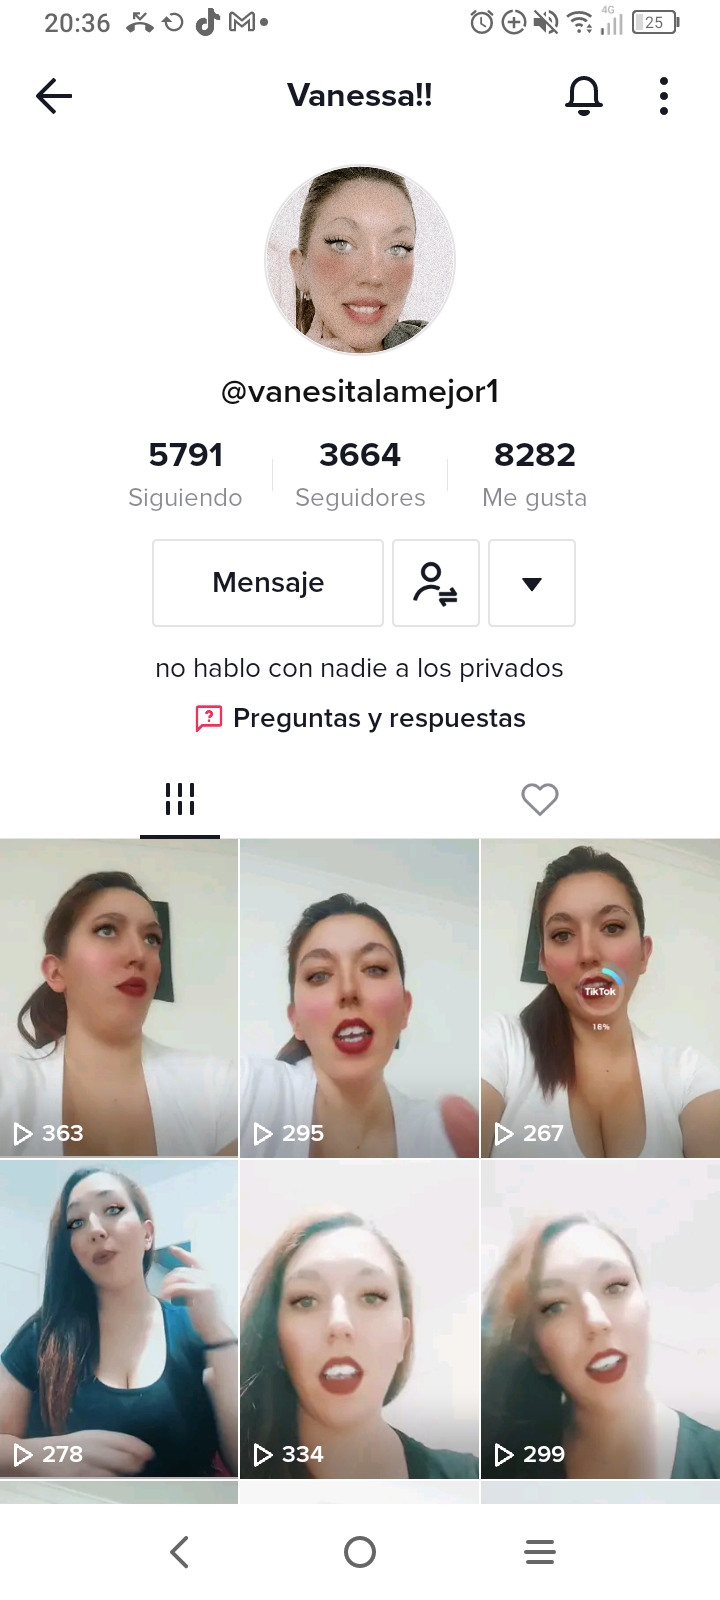 20:36
4G
25
Vanessa!!
@vanesitalamejor1
5791 3664 8282
Siguiendo Seguidores Me gusta
Mensaje
no hablo con nadie a los privados
Preguntas y respuestas
TikTok
16%
363 295 267
278 334 299